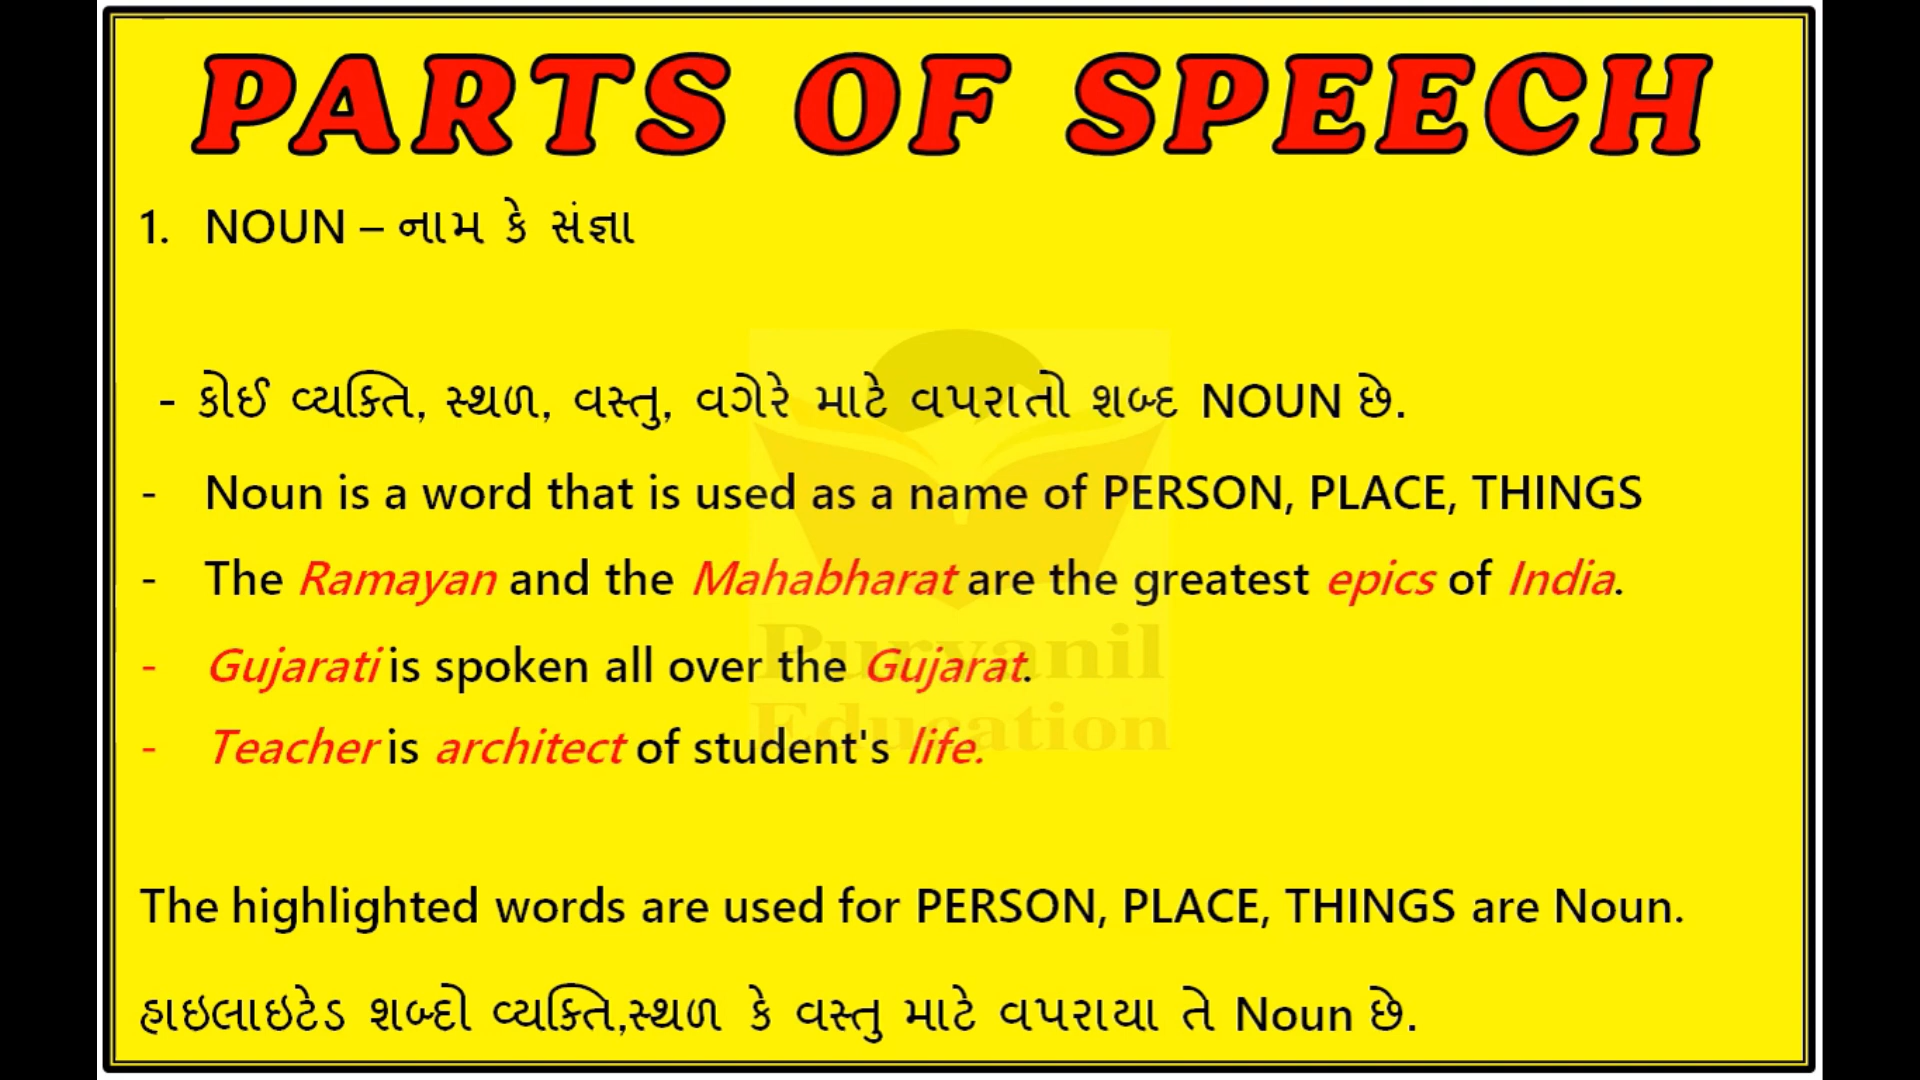 PARTS OF SPEECH
1. NOUN – નામ કે સંજ્ઞા
- કોઈ વ્યક્તિ, સ્થળ, વસ્તુ, વગેરે માટે વપરાતો શબ્દ NOUN છે.
- Noun is a word that is used as a name of PERSON, PLACE, THINGS
- The Ramayan and the Mahabharat are the greatest epics of India.
- Gujarati is spoken all over the Gujarat.
- Teacher is architect of student's life.
Puryanil
Education
The highlighted words are used for PERSON, PLACE, THINGS are Noun.
હાઇલાઇટેડ શબ્દો વ્યક્તિ,સ્થળ કે વસ્તુ માટે વપરાયા તે Noun છે.